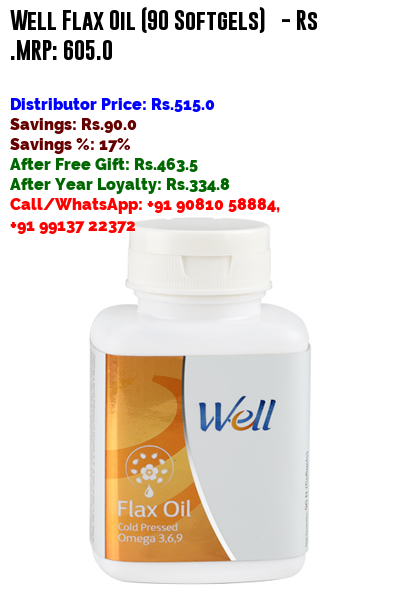 Well Flax Oil (90 Softgels) - Rs
.MRP: 605.0
Distributor Price: Rs.515.0
Savings: Rs.90.0
Savings %: 17%
After Free Gift: Rs.463.5
After Year Loyalty: Rs.334.8
Call/WhatsApp: +91 90810 58884,
+91 99137 22372
Well
Flax Oil
Cold Pressed
Omega 3,6,9